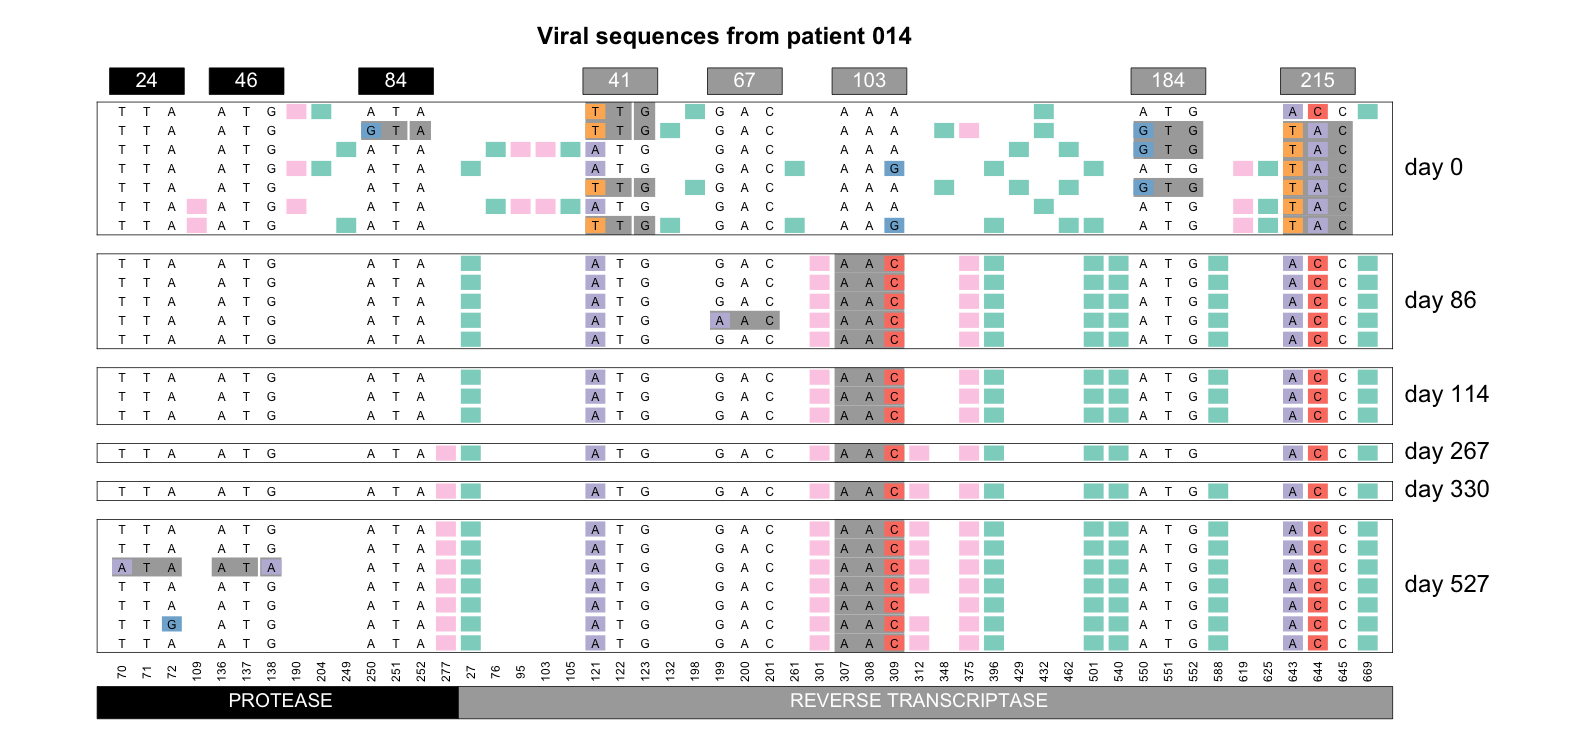 Viral sequences from patient 014
24 46 84 41 67 103 184 215
T T A A T G A T A T T G G A C A A A A T G A C C
T T A A T G G T A T T G G A C A A A G T G T A C
T T A A T G A T A A T G G A C A A A G T G T A C
T T A A T G A T A A T G G A C A A G A T G T A C
T T A A T G A T A T T G G A C A A A G T G T A C
T T A A T G A T A A T G G A C A A A A T G T A C
T T A A T G A T A T T G G A C A A G A T G T A C
day 0
T T A A T G A T A A T G G A C A A C A T G A C C
T T A A T G A T A A T G G A C A A C A T G A C C
T T A A T G A T A A T G G A C A A C A T G A C C
T T A A T G A T A A T G A A C A A C A T G A C C
T T A A T G A T A A T G G A C A A C A T G A C C
day 86
T T A A T G A T A A T G G A C A A C A T G A C C
T T A A T G A T A A T G G A C A A C A T G A C C
T T A A T G A T A A T G G A C A A C A T G A C C
day 114
T T A A T G A T A A T G G A C A A C A T G A C C
day 267
T T A A T G A T A A T G G A C A A C A T G A C C
day 330
T T A A T G A T A A T G G A C A A C A T G A C C
T T A A T G A T A A T G G A C A A C A T G A C C
A T A A T A A T A A T G G A C A A C A T G A C C
T T A A T G A T A A T G G A C A A C A T G A C C
T T A A T G A T A A T G G A C A A C A T G A C C
T T G A T G A T A A T G G A C A A C A T G A C C
T T A A T G A T A A T G G A C A A C A T G A C C
day 527
70 71 72 109 136 137 138 190 204 249 250 251 252 277 27 76 95 103 105 121 122 123 132 198 199 200 201 261 301 307 308 309 312 348 375 396 429 432 462 501 540 550 551 552 588 619 625 643 644 645 669
PROTEASE REVERSE TRANSCRIPTASE